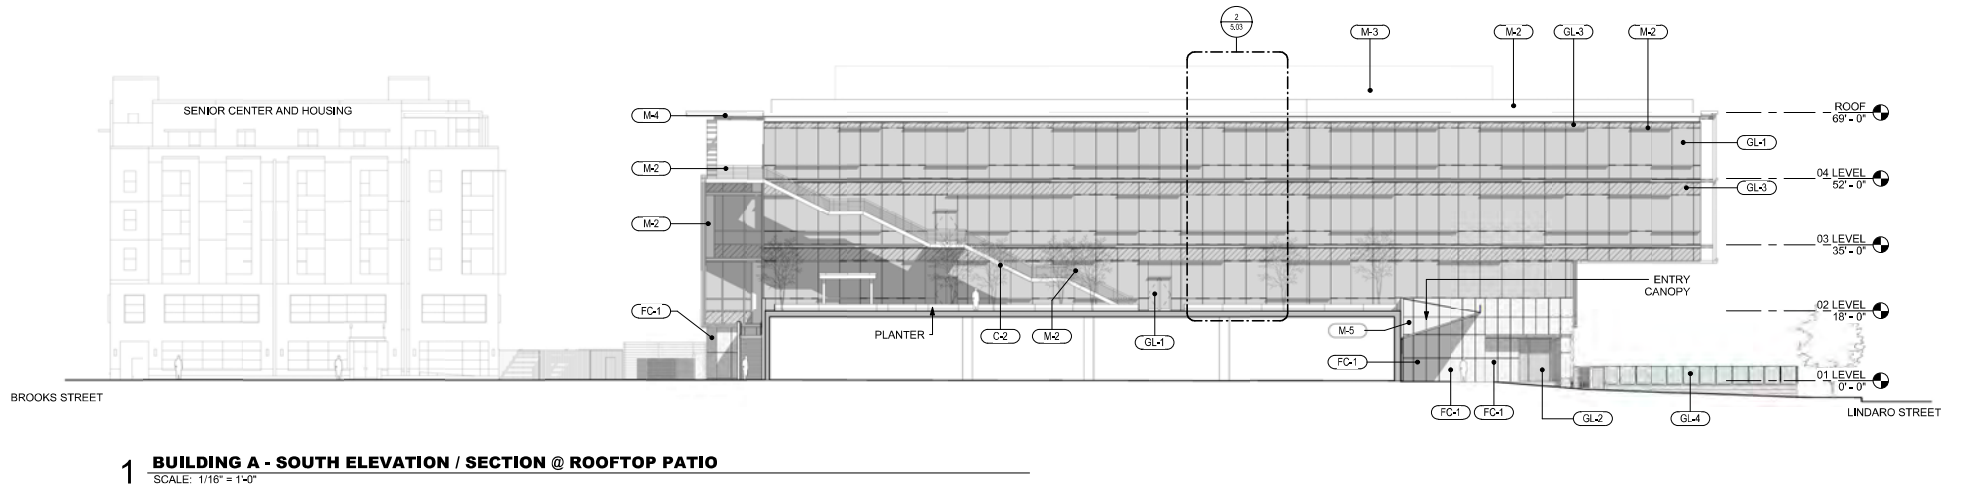 2
5.03
M-3
M-2
GL-3
M-2
SENIOR CENTER AND HOUSING
M-4
ROOF
69' - 0"
GL-1
M-2
04 LEVEL
52' - 0"
GL-3
M-2
03 LEVEL
35' - 0"
ENTRY
CANOPY
FC-1
PLANTER
C-2
M-2
GL-1
M-5
02 LEVEL
18' - 0"
FC-1
01 LEVEL
0' - 0"
BROOKS STREET
FC-1
FC-1
GL-2
GL-4
LINDARO STREET
1
BUILDING A - SOUTH ELEVATION / SECTION @ ROOFTOP PATIO
SCALE: 1/16" = 1'-0"